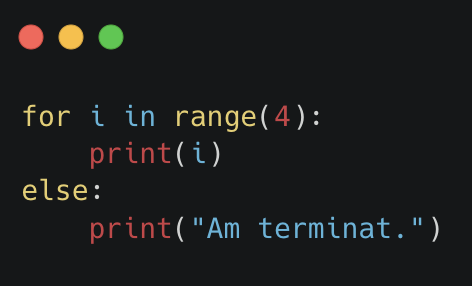 for i in range(4):
    print(i)
else:
    print("Am terminat.")